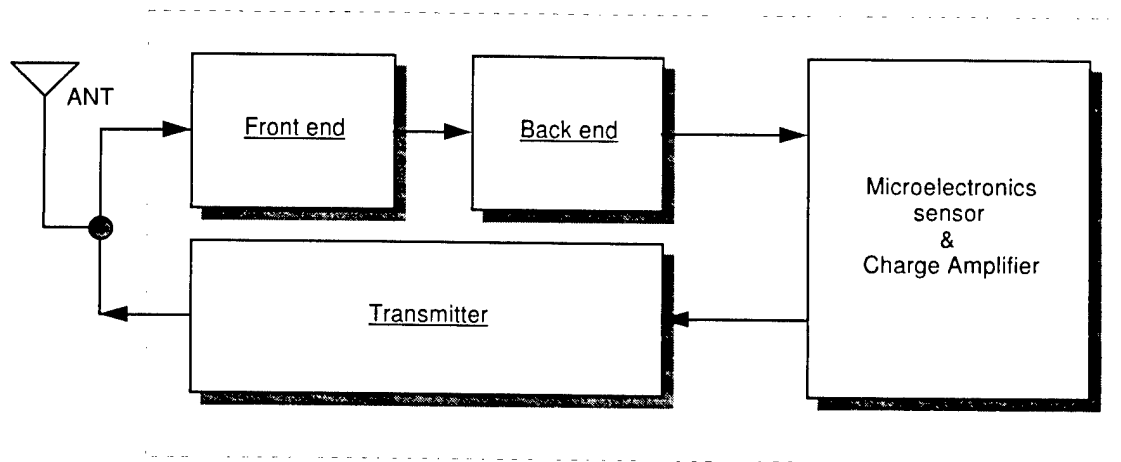 ANT
Front end
Back end
Microelectronics
sensor
&
Charge Amplifier
Transmitter